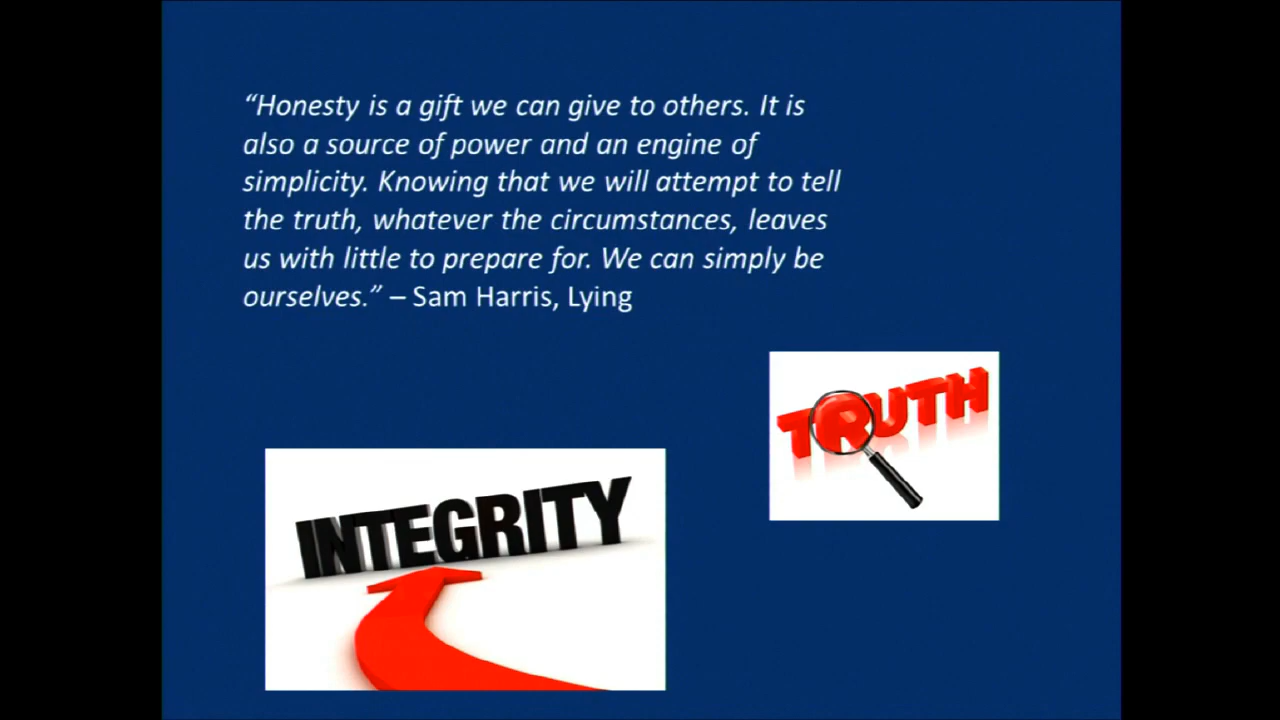 “Honesty is a gift we can give to others. It is
also a source of power and an engine of
simplicity. Knowing that we will attempt to tell
the truth, whatever the circumstances, leaves
us with little to prepare for. We can simply be
ourselves.” – Sam Harris, Lying
TRUTH
INTEGRITY